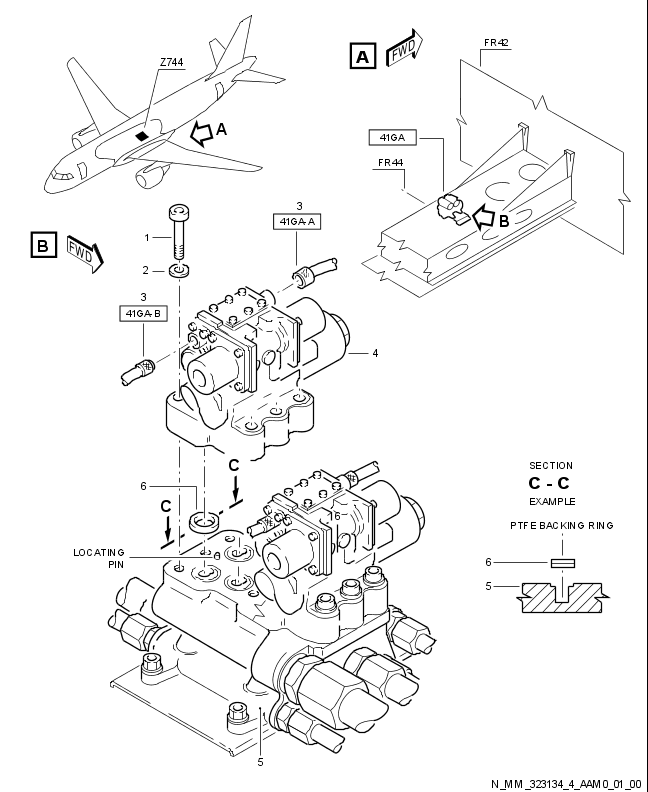 Z744
A
A
FWD
FR42
41GA
FR44
B
B
FWD
1
2
3
41GA-A
3
41GA-B
4
C
6
C
LOCATING
PIN
5
SECTION
C - C
EXAMPLE
PTFE BACKING RING
6
5
N_MM_323134_4_AAM0_01_00